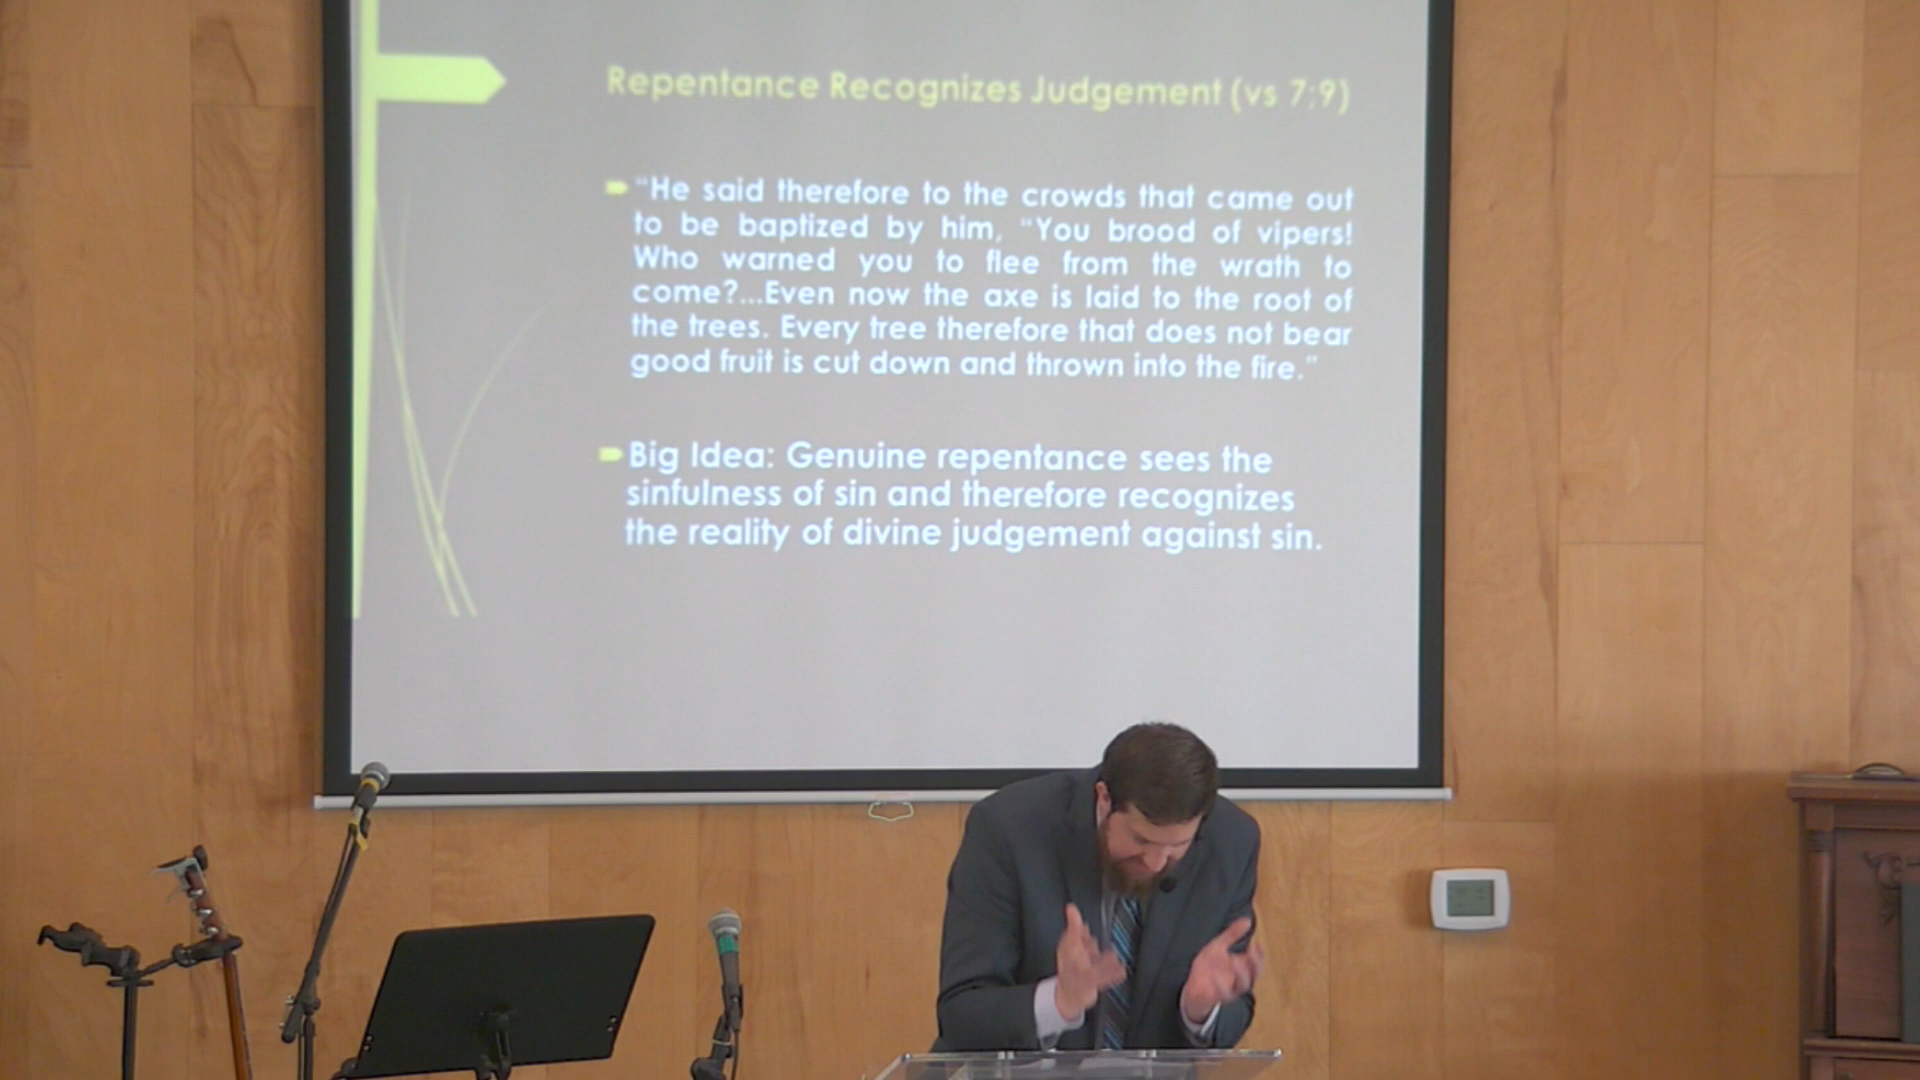 Repentance Recognizes Judgement (vs 7;9)
"He said therefore to the crowds that came out
to be baptized by him, "You brood of vipers!
Who warned you to flee from the wrath to
come?...Even now the axe is laid to the root of
the trees. Every tree therefore that does not bear
good fruit is cut down and thrown into the fire."
Big Idea: Genuine repentance sees the
sinfulness of sin and therefore recognizes
the reality of divine judgement against sin.